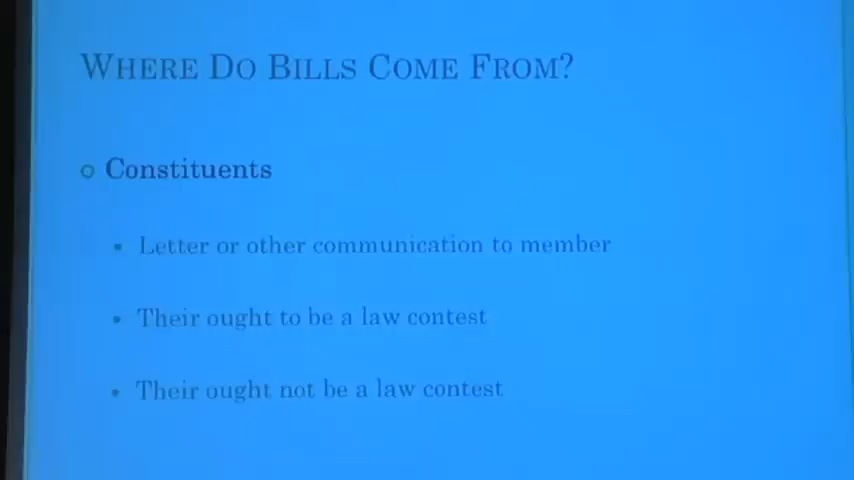 WHERE DO BILLS COME FROM?
Constituents
Letter or other communication to member
Their ought to be a law contest
Their ought not be a law contest